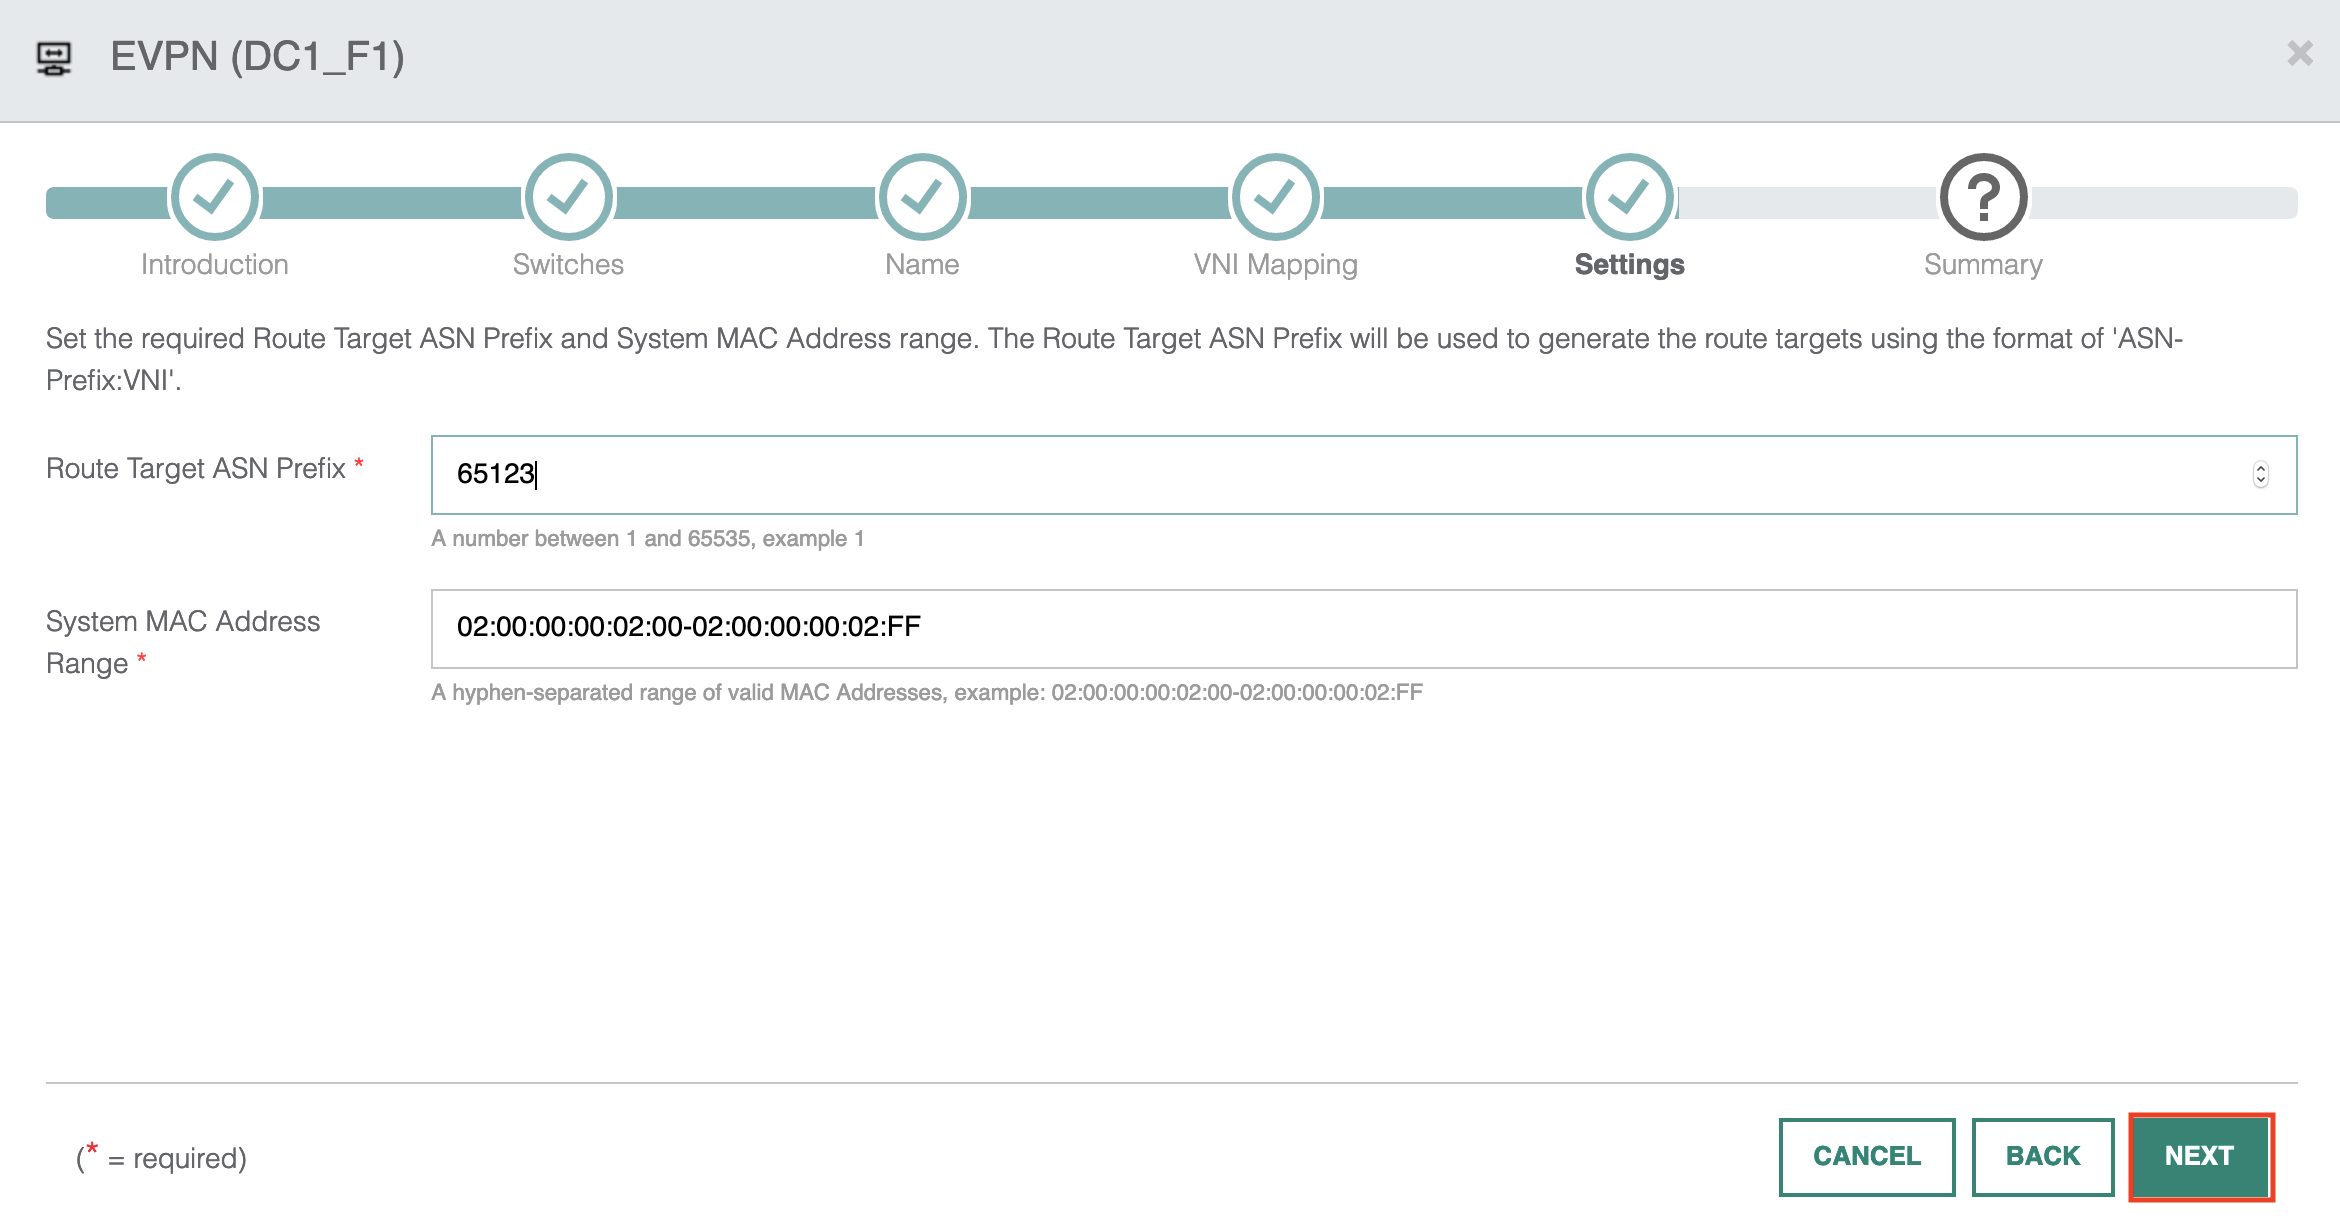 EVPN (DC1_F1)
Introduction
Switches
Name
VNI Mapping
Settings
?
Summary
Set the required Route Target ASN Prefix and System MAC Address range. The Route Target ASN Prefix will be used to generate the route targets using the format of 'ASN-
Prefix:VNI'.
Route Target ASN Prefix *
65123
A number between 1 and 65535, example 1
System MAC Address
Range *
02:00:00:00:02:00-02:00:00:00:02:FF
A hyphen-separated range of valid MAC Addresses, example: 02:00:00:00:02:00-02:00:00:00:02:FF
(* = required)
CANCEL
BACK
NEXT